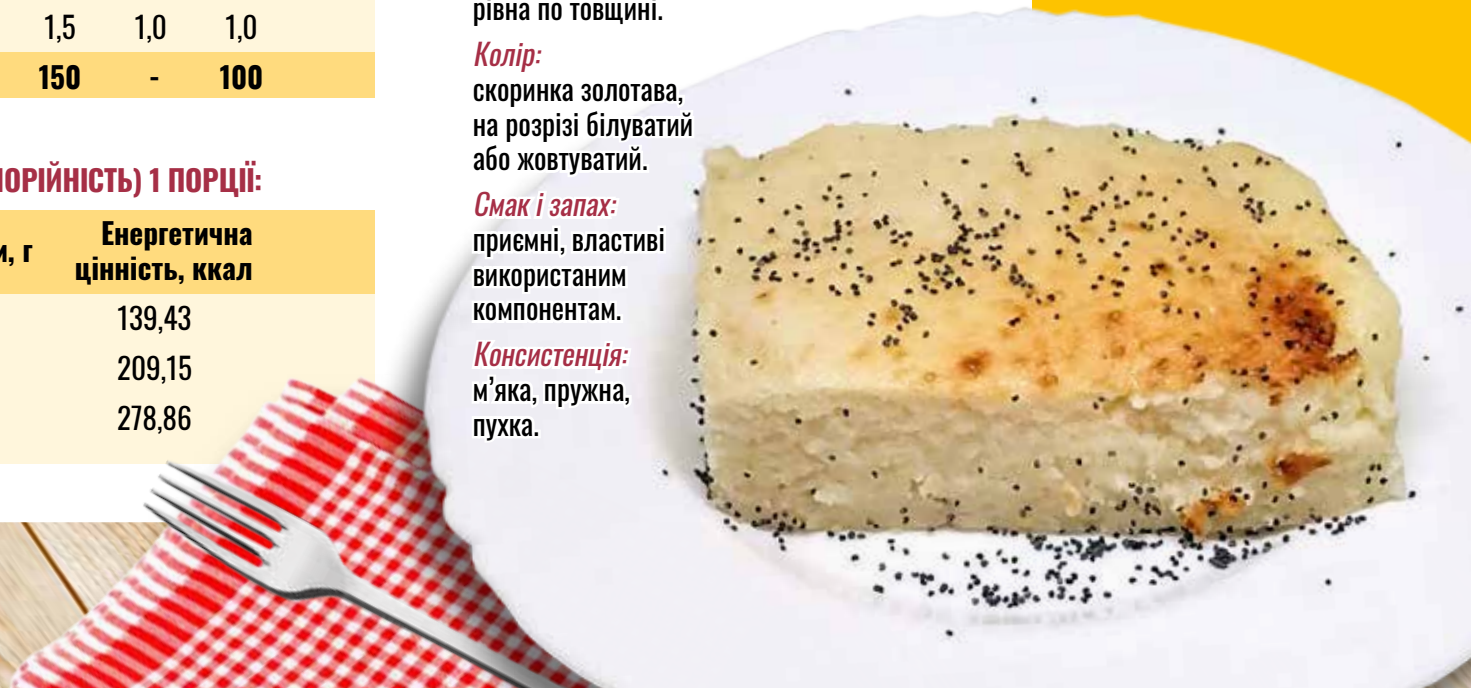 1,5 1,0 1,0
150 - 100
ЛОРІЙНІСТЬ) 1 ПОРЦІЇ:
и, г
Енергетична
цінність, ккал
139,43
209,15
278,86
рівна по товщині.
Колір:
скоринка золотава,
на розрізі білуватий
або жовтуватий.
Смак і запах:
приємні, властиві
використаним
компонентам.
Консистенція:
м’яка, пружна,
пухка.